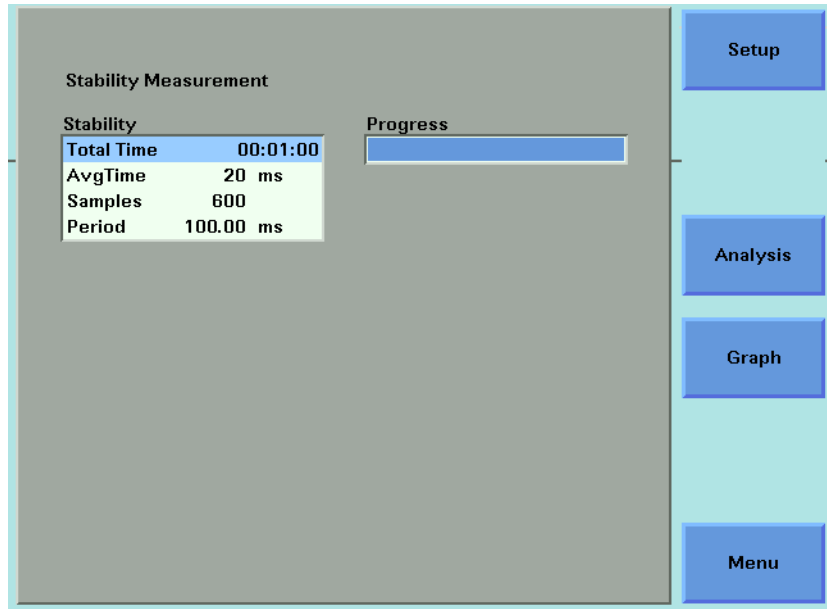 Stability Measurement
Stability
Total Time 00:01:00
AvgTime 20 ms
Samples 600
Period 100.00 ms
Progress
Setup
Analysis
Graph
Menu